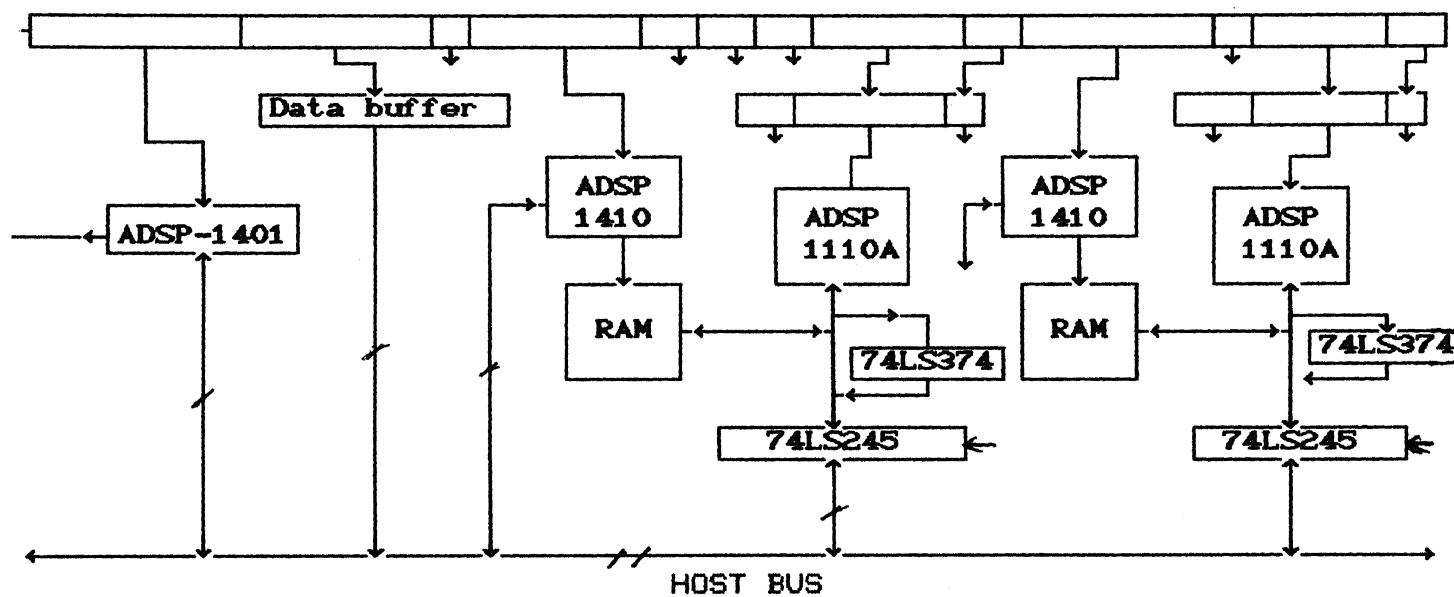 Data buffer
ADSP
1410
ADSP
1410
ADSP-1401
ADSP
1110A
ADSP
1110A
RAM
RAM
74LS374
74LS374
74LS245
74LS245
HOST BUS